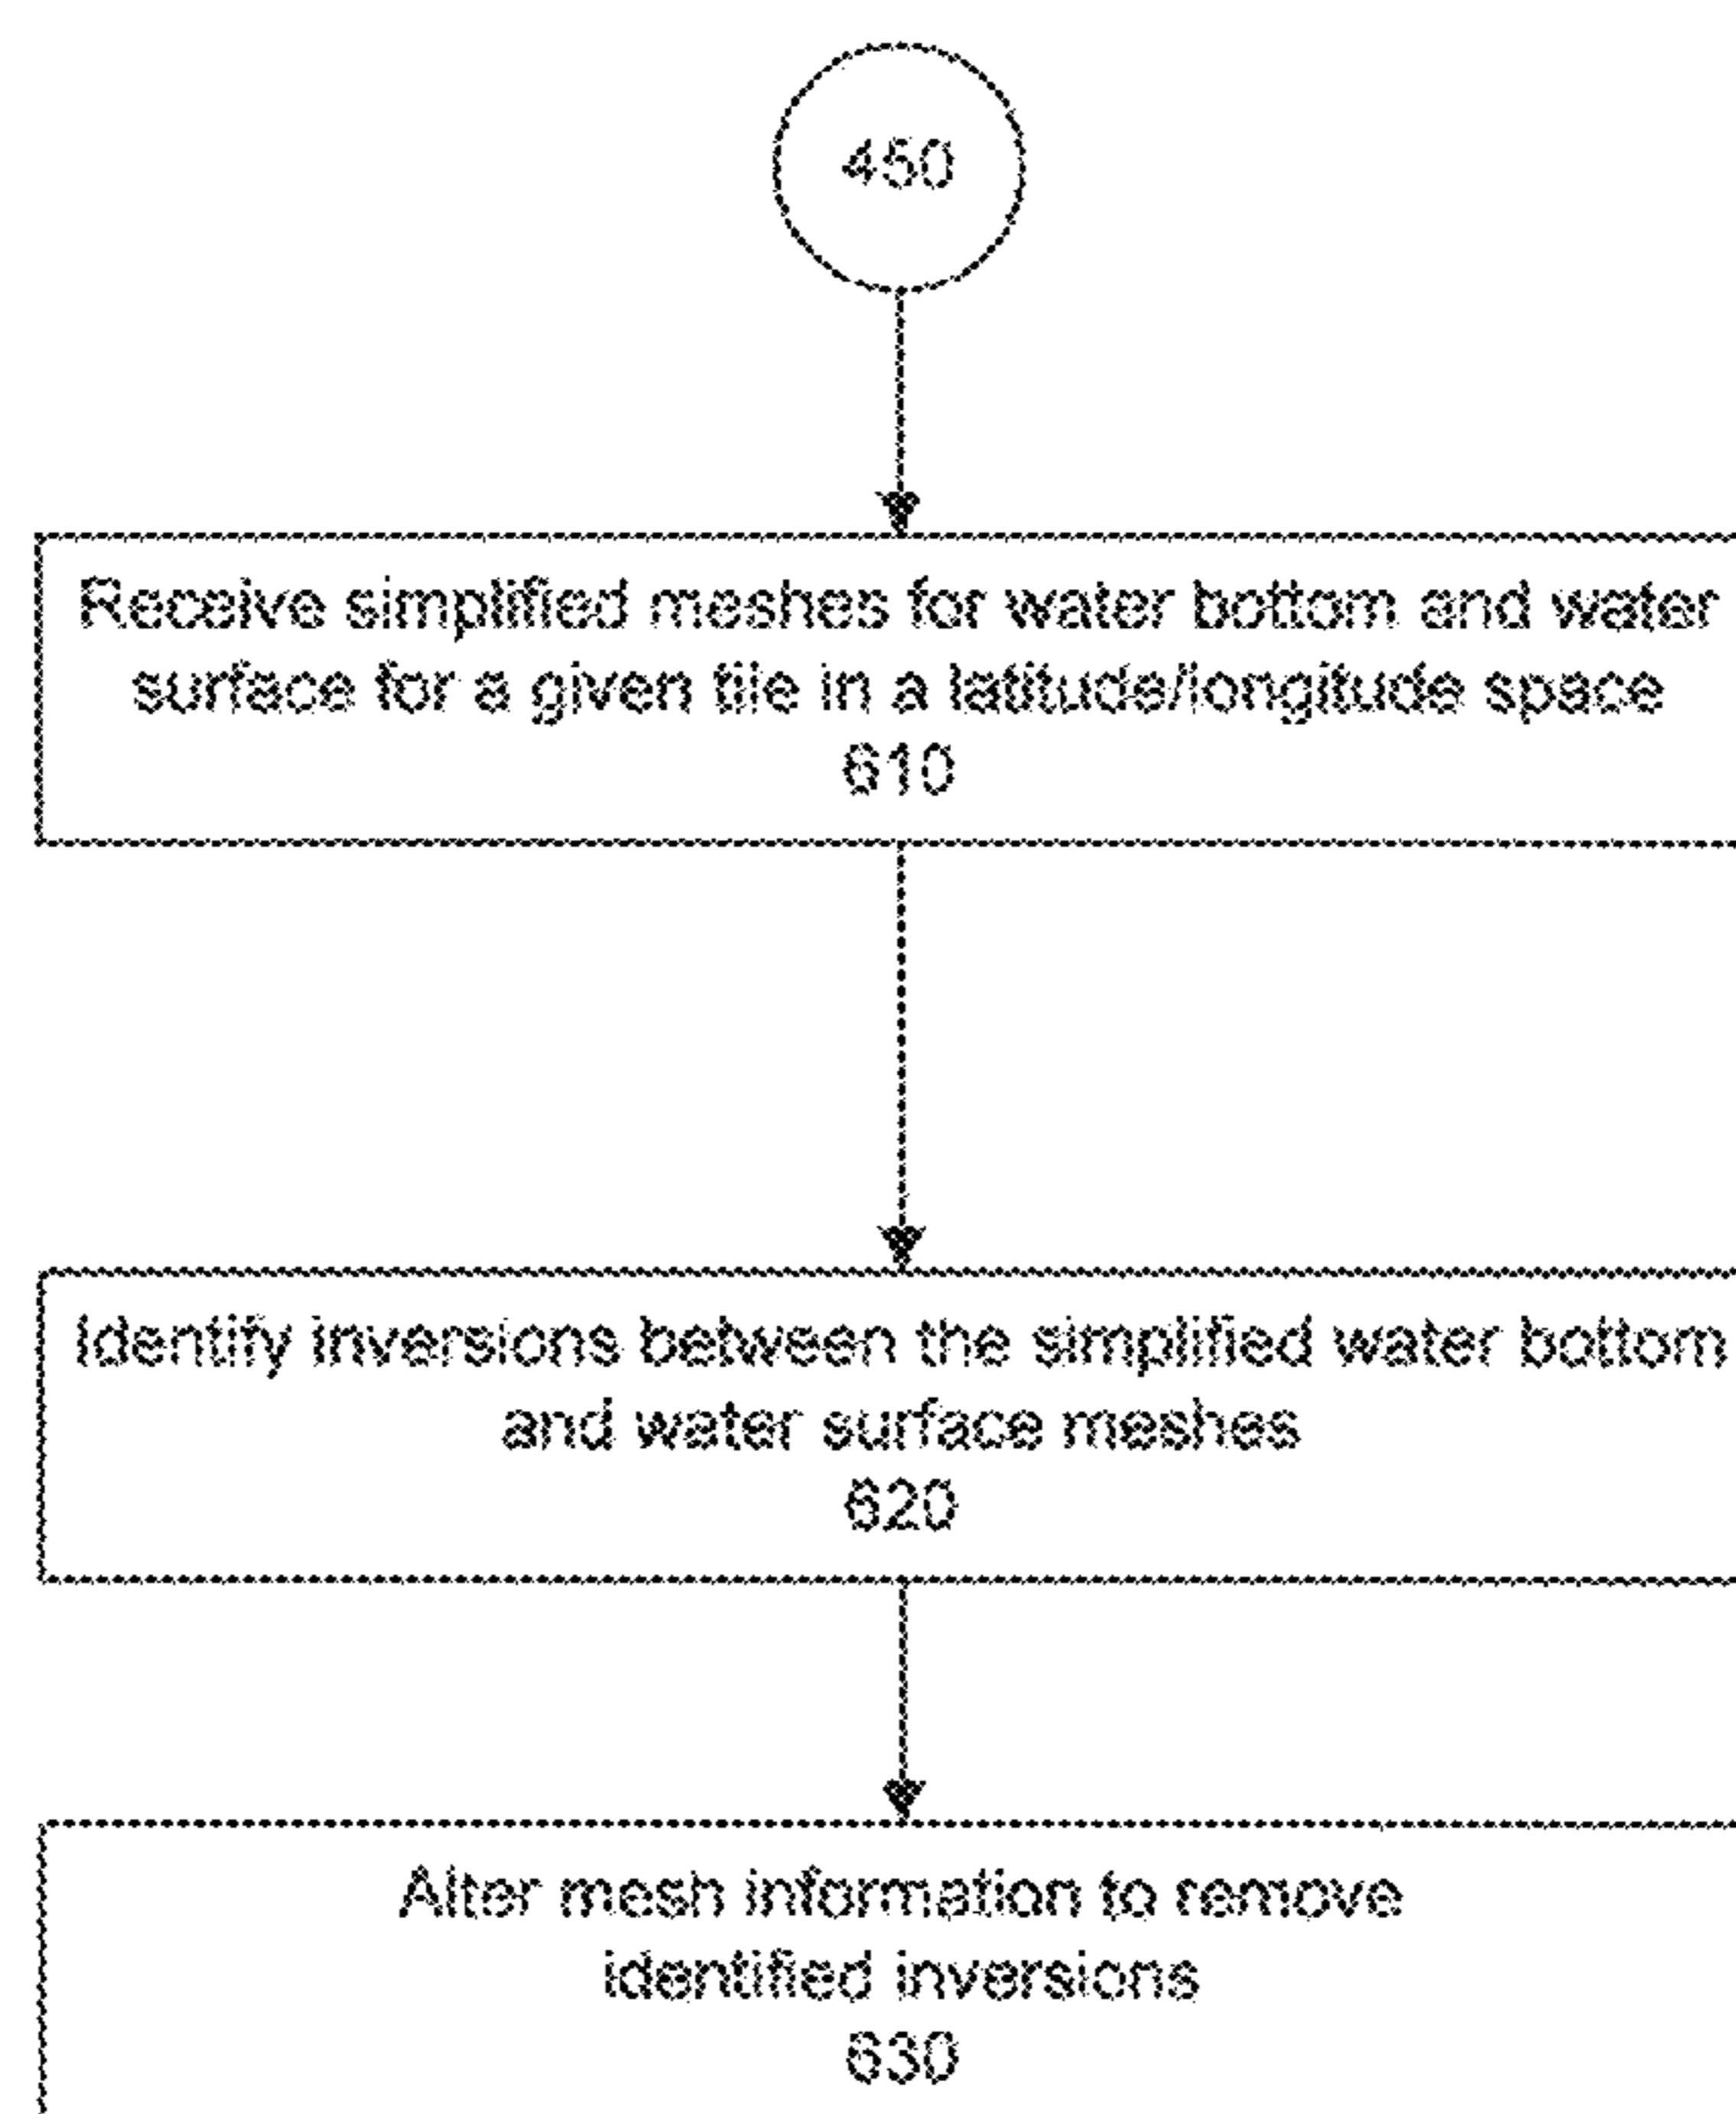 450
Receive simplified meshes for water bottom and water
surface for a given tile in a latitude/longitude space
610
Identify inversions between the simplified water bottom
and water surface meshes
620
Alter mesh information to remove
identified inversions
630